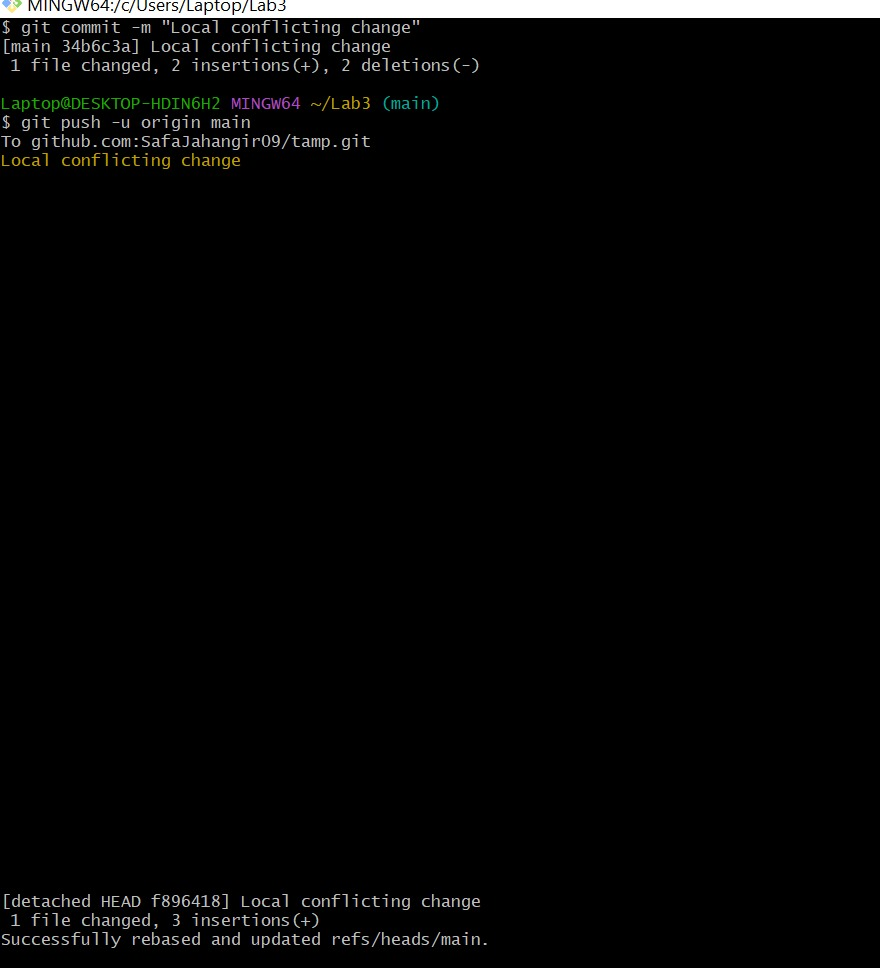 MINGW64:/c/Users/Laptop/Lab3
$ git commit -m "Local conflicting change"
[main 34b6c3a] Local conflicting change
 1 file changed, 2 insertions(+), 2 deletions(-)
Laptop@DESKTOP-HDIN6H2 MINGW64 ~/Lab3 (main)
$ git push -u origin main
To github.com:SafaJahangir09/tamp.git
Local conflicting change
[detached HEAD f896418] Local conflicting change
 1 file changed, 3 insertions(+)
Successfully rebased and updated refs/heads/main.